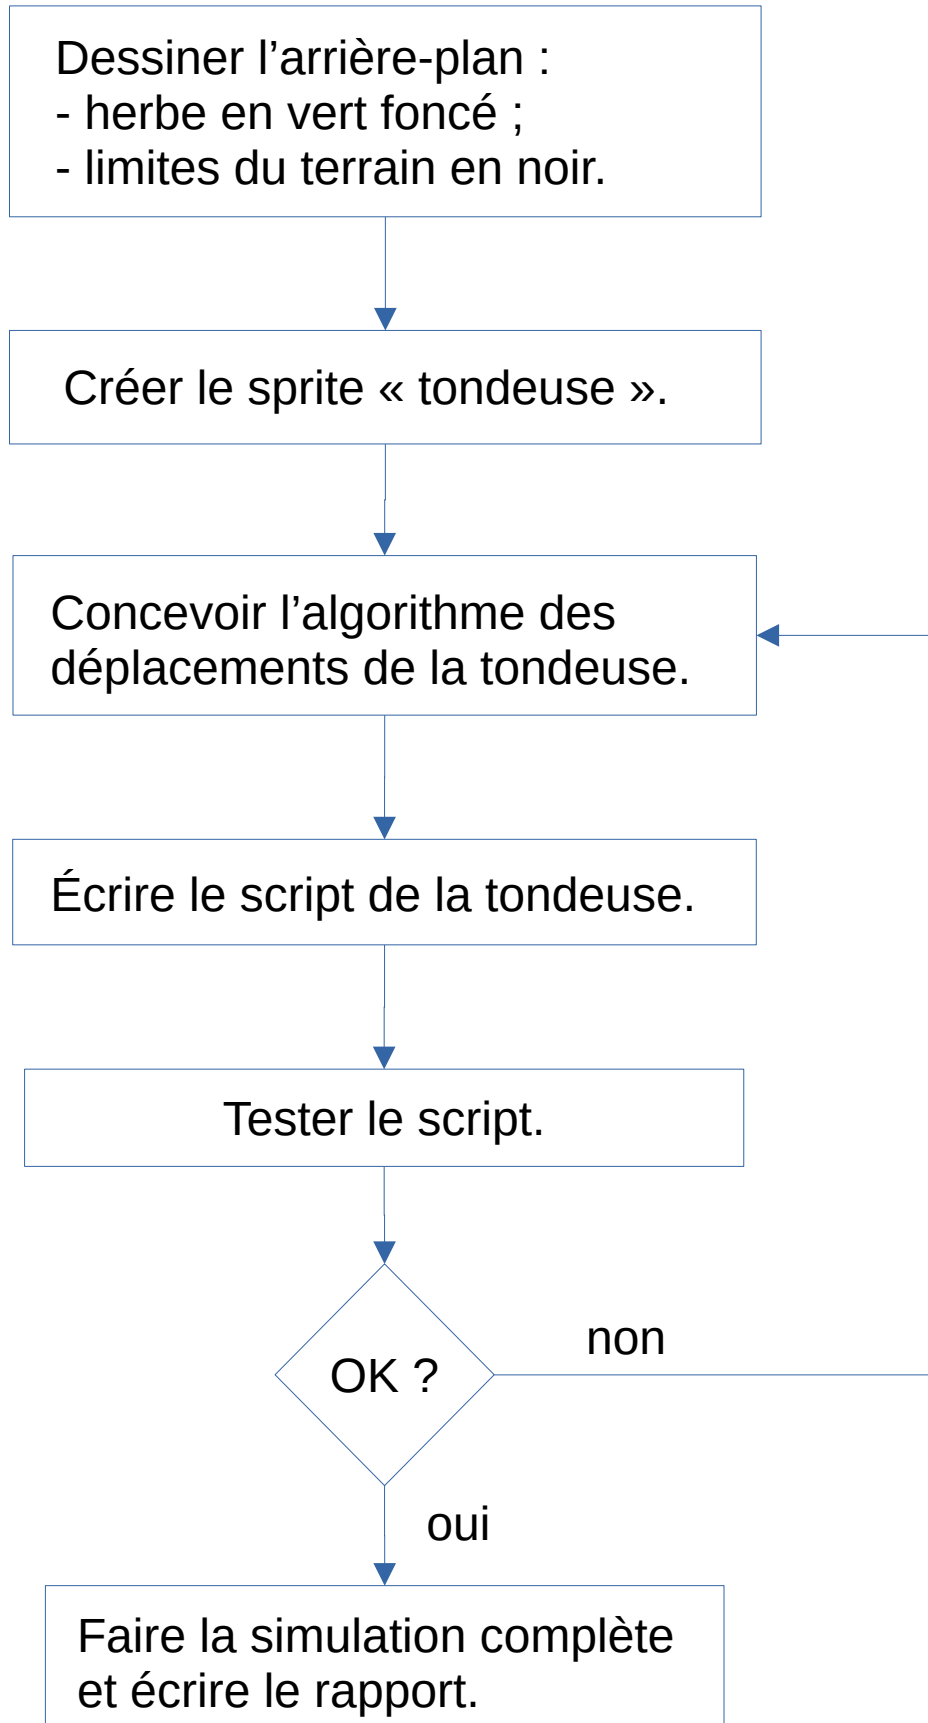 Dessiner l’arrière-plan :
- herbe en vert foncé ;
- limites du terrain en noir.
Créer le sprite « tondeuse ».
Concevoir l’algorithme des
déplacements de la tondeuse.
Écrire le script de la tondeuse.
Tester le script.
OK ?
non
oui
Faire la simulation complète
et écrire le rapport.